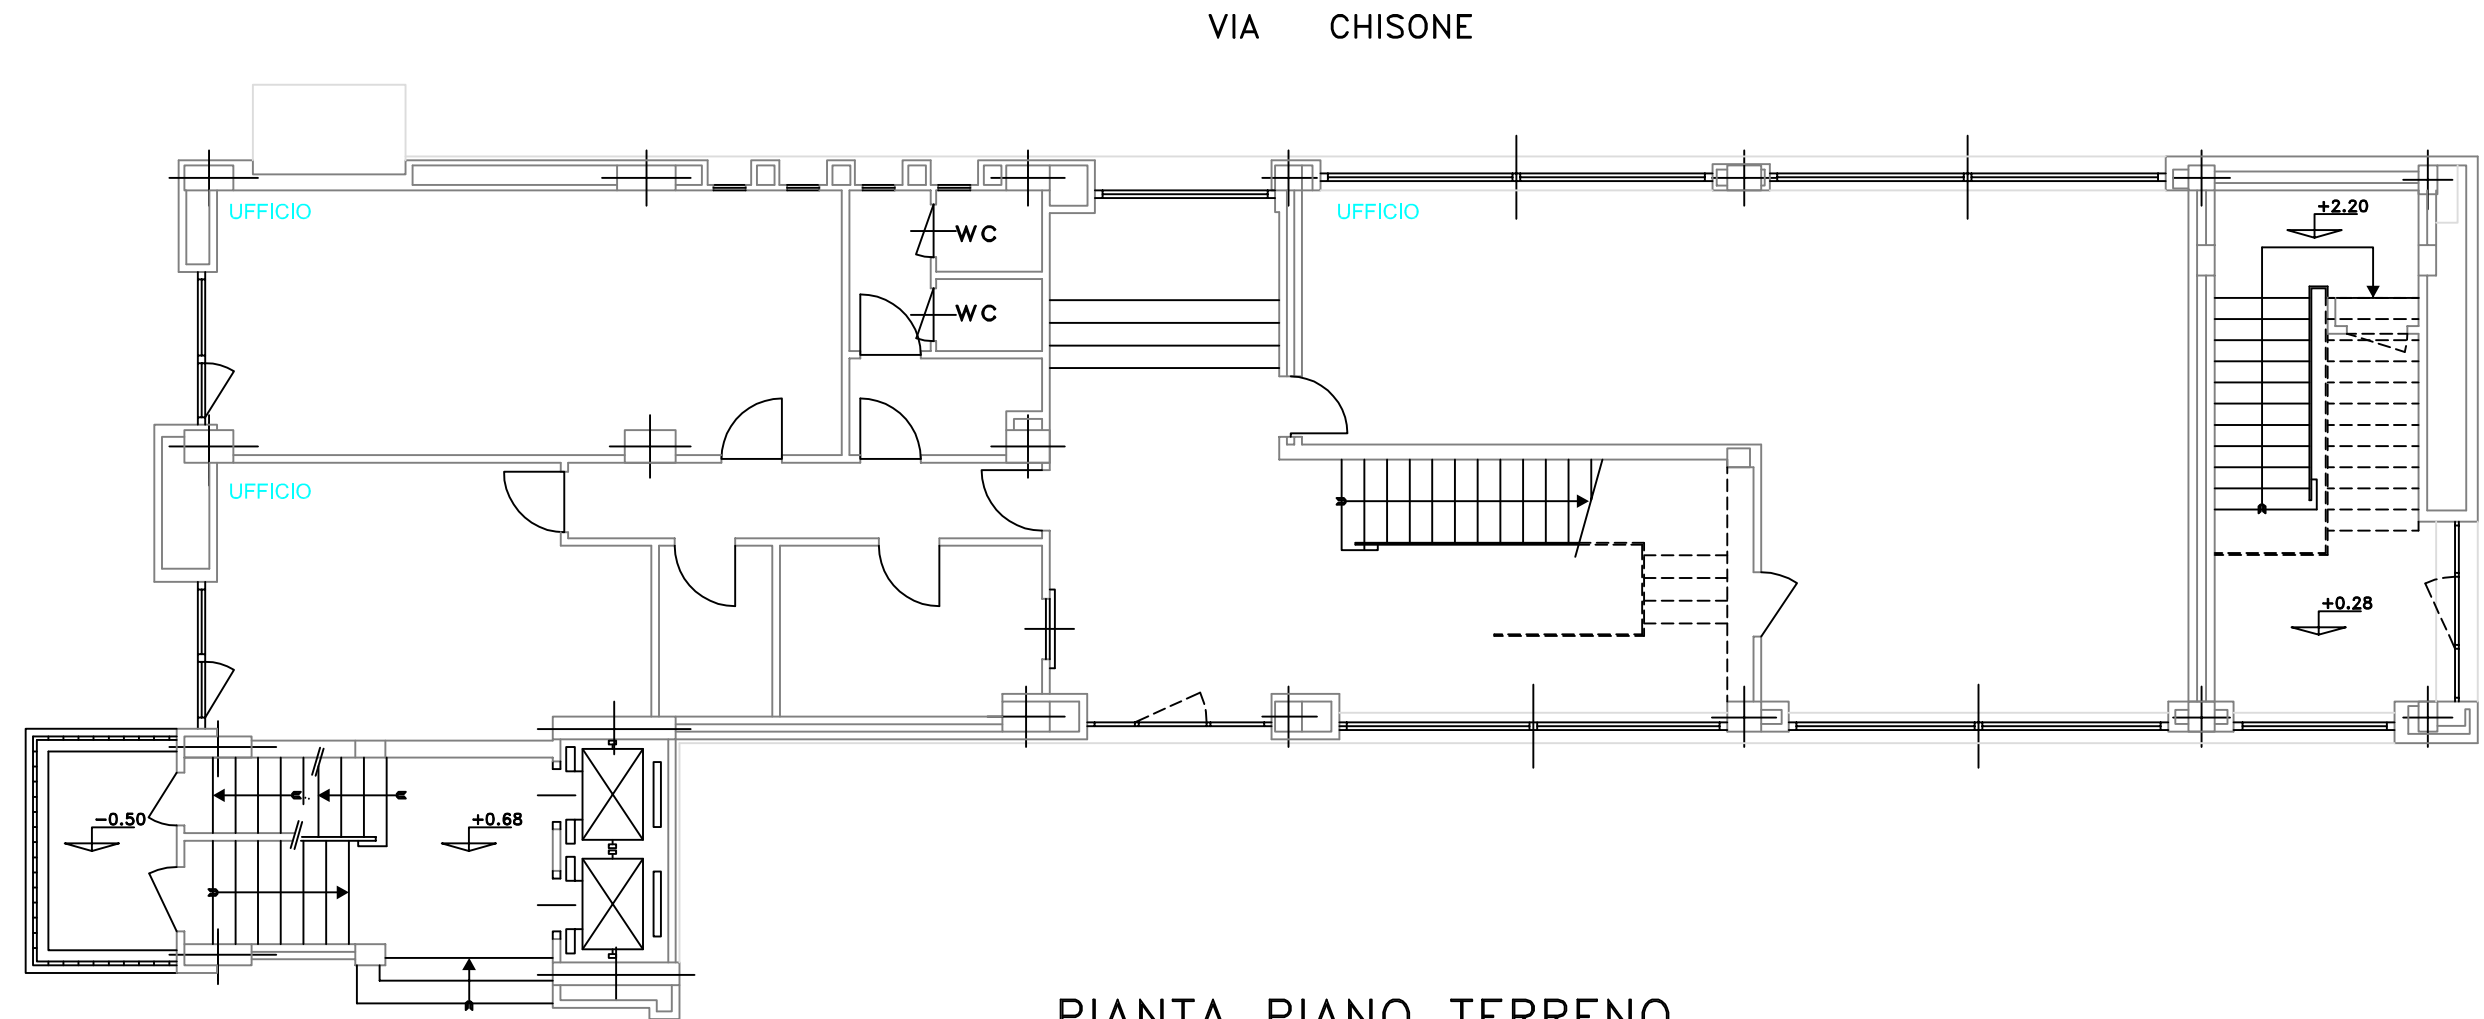 VIA CHISONE
UFFICIO
UFFICIO
+2.20
WC
WC
UFFICIO
+0.28
-0.50
+0.68
PIANTA PIANO TERRENO